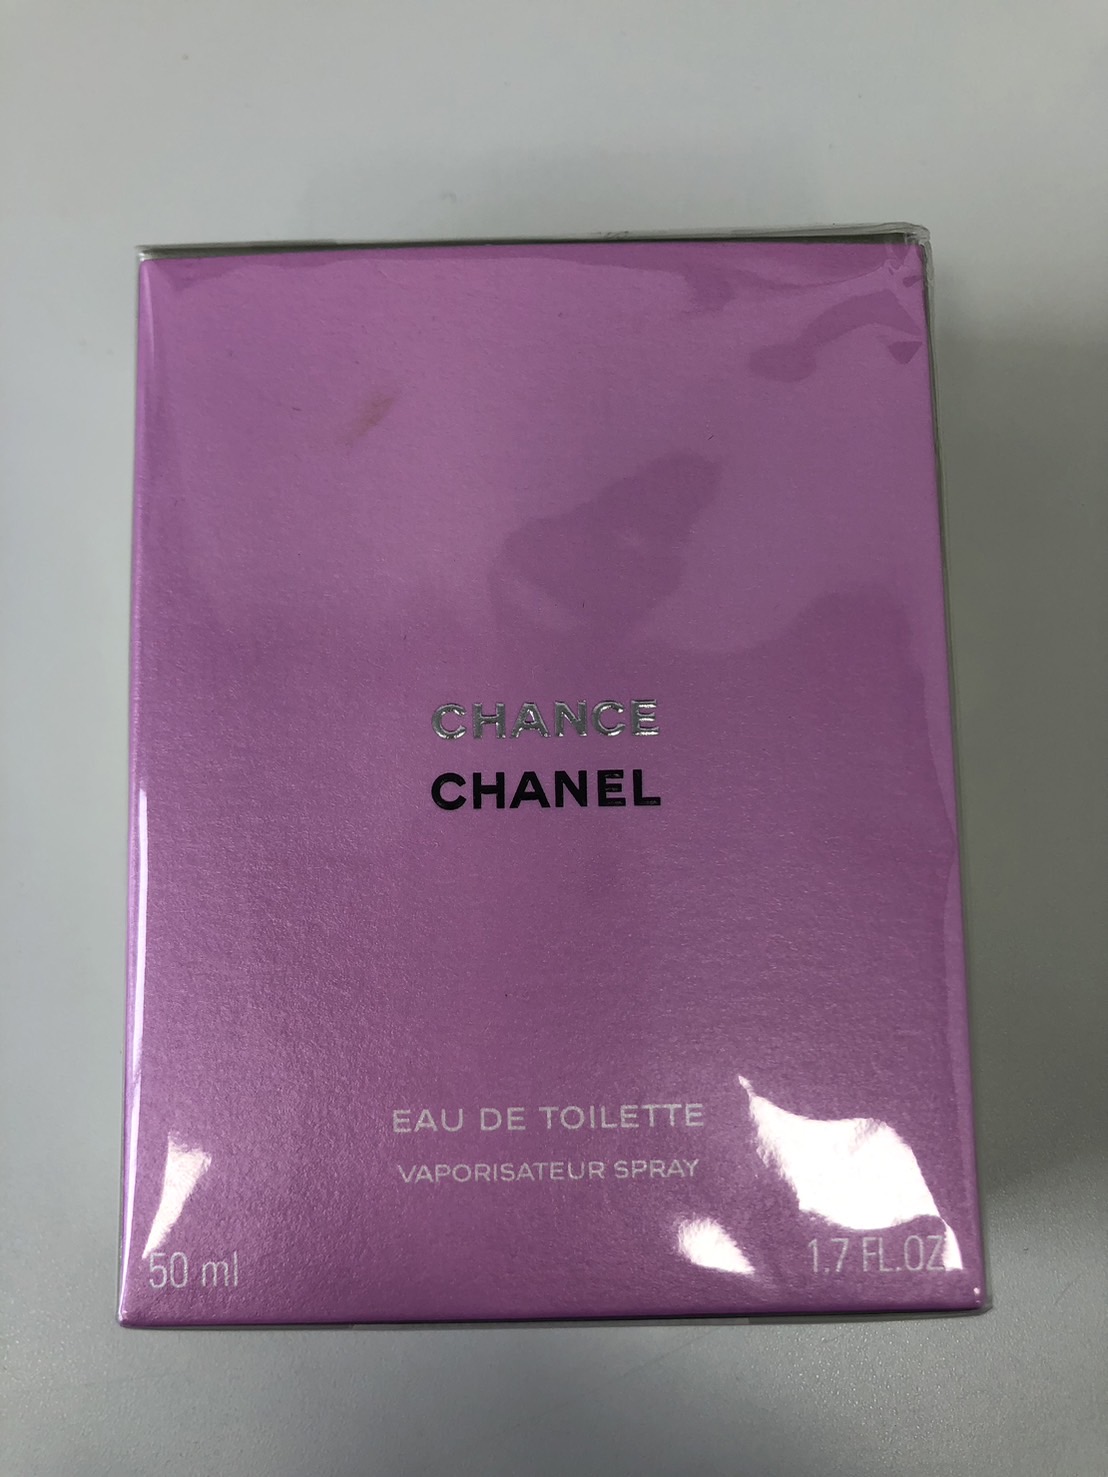 CHANCE
CHANEL
EAU DE TOILETTE
VAPORISATEUR SPRAY
50 ml
1.7 FL.OZ